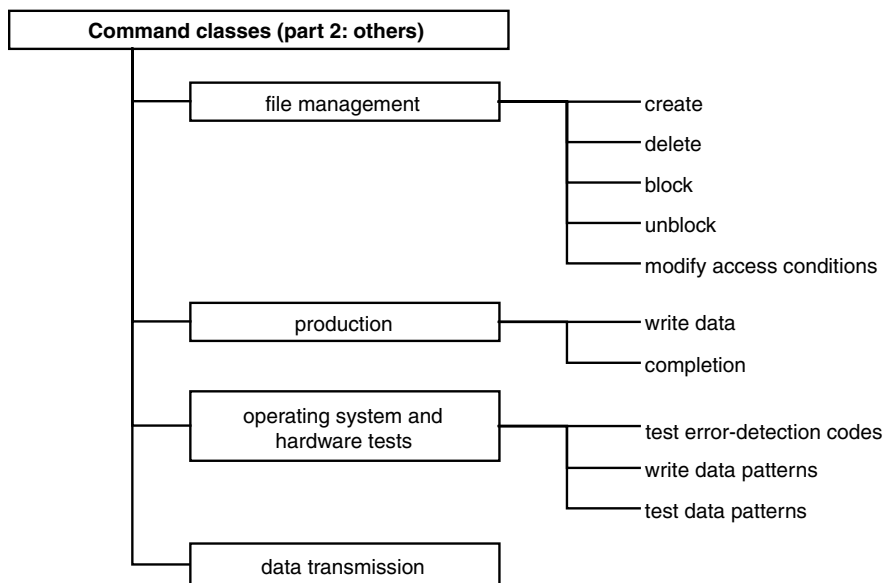 Command classes (part 2: others)
file management
create
delete
block
unblock
modify access conditions
production
write data
completion
operating system and
hardware tests
test error-detection codes
write data patterns
test data patterns
data transmission